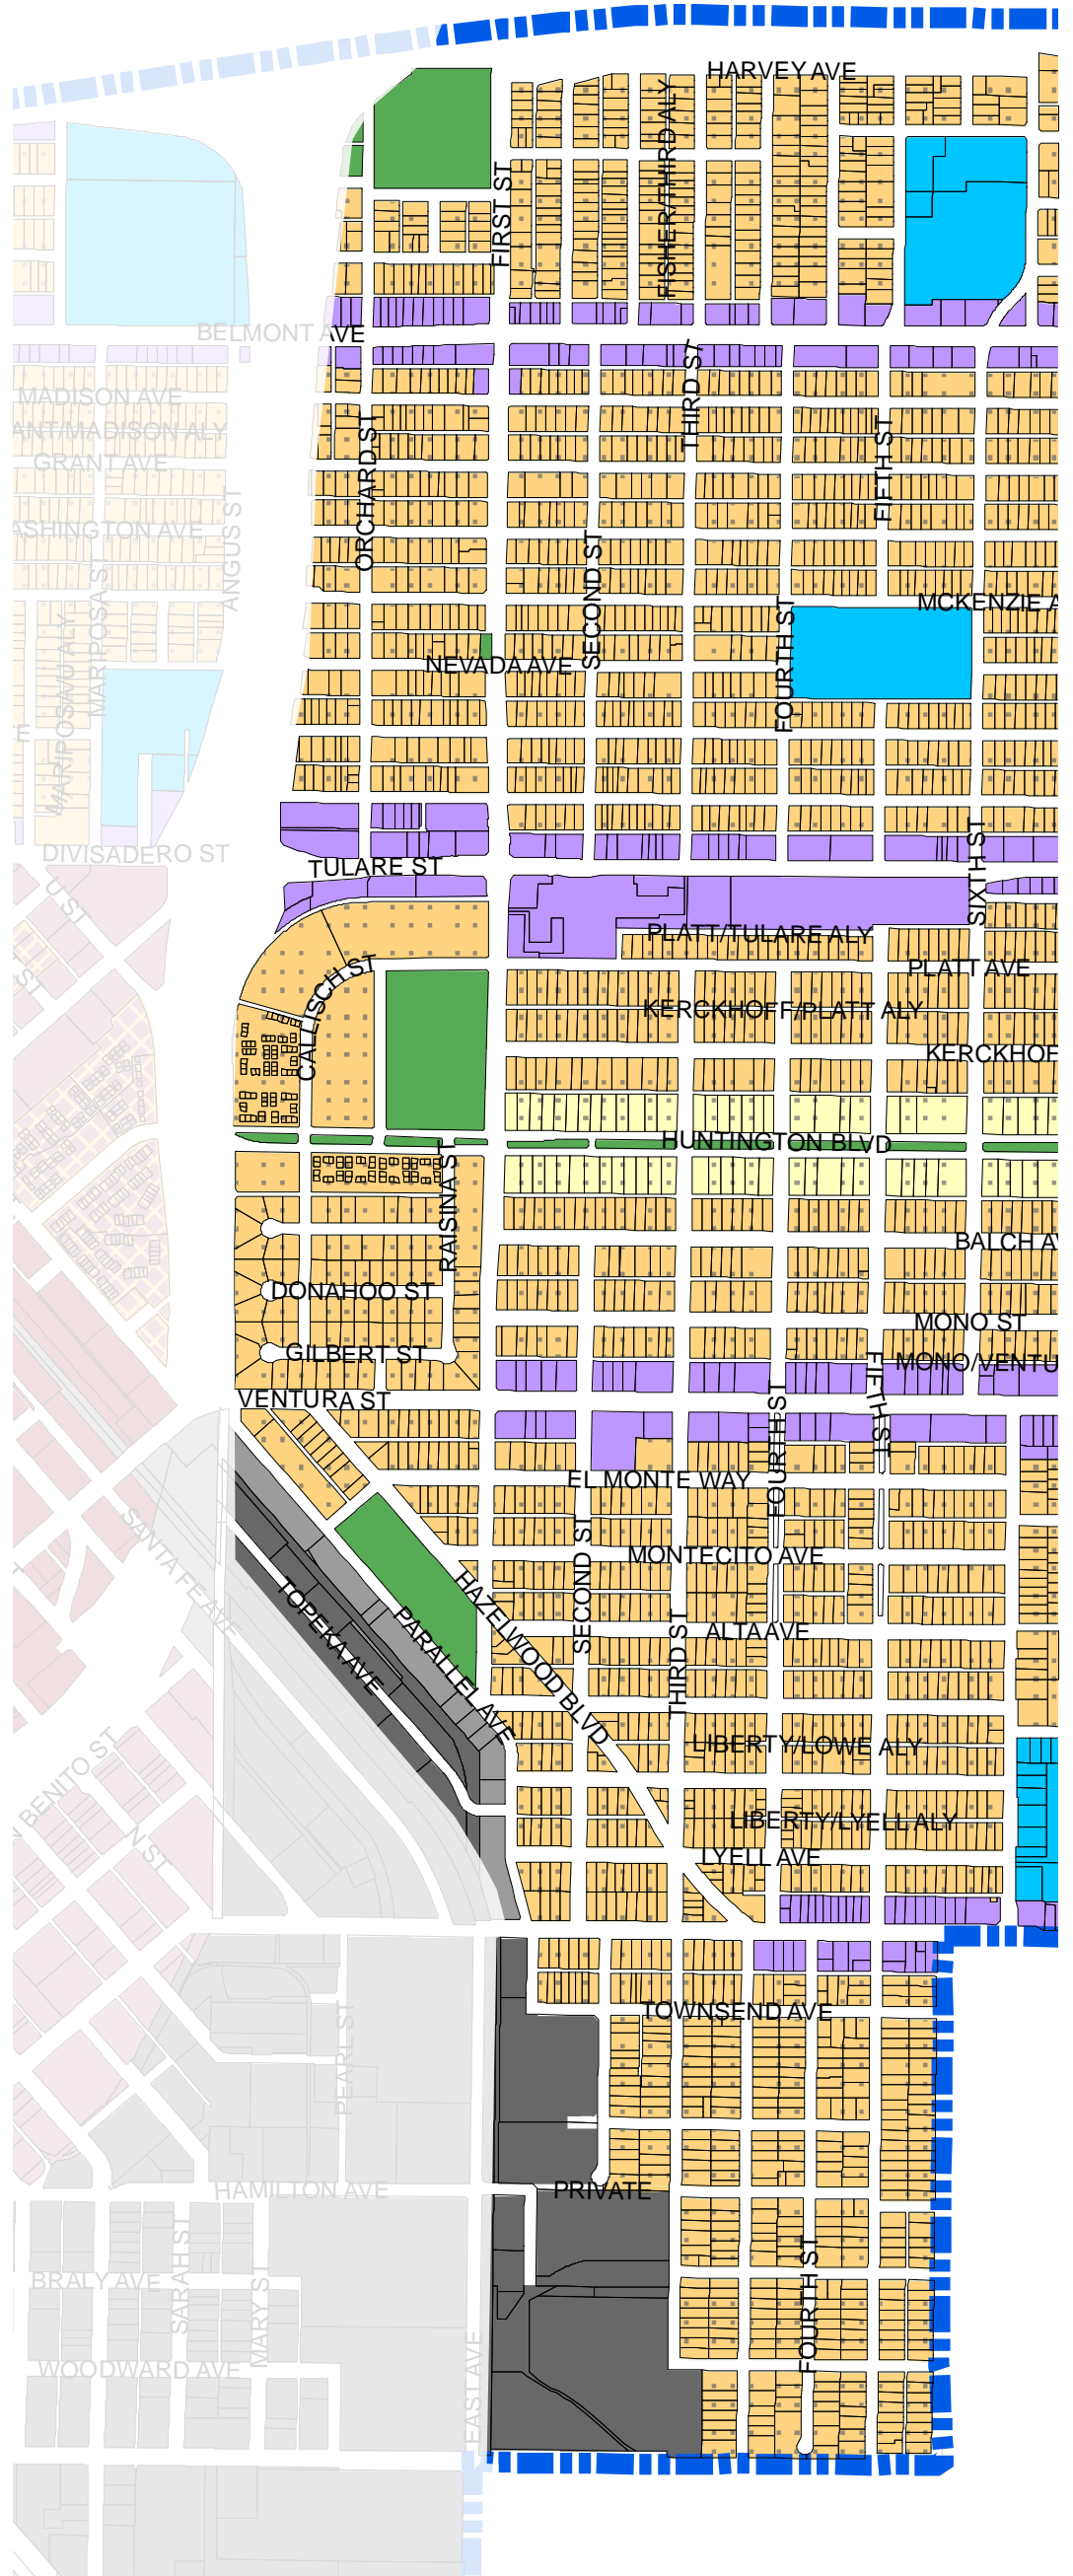 HARVEY AVE
FISHER/THIRD ALY
FIRST ST
BELMONT AVE
THIRD ST
MADISON AVE
ANT/MADISON ALY
GRANT AVE
ORCHARD ST
FIFTH ST
ASHINGTON AVE
ANGUS ST
SECOND ST
MARIPOSA ST
MCKENZIE A
FOURTH ST
NEVADA AVE
MARIPOSA/U ALY
E
DIVISADERO ST
TULARE ST
SIXTH ST
U ST
PLATT/TULARE ALY
PLATT AVE
ST
CALLISCH ST
KERCKHOFF/PLATT ALY
KERCKHOF
HUNTINGTON BLVD
RAISINA ST
BALCH AV
DONAHOO ST
MONO ST
GILBERT ST
MONO/VENTU
FIFTH ST
VENTURA ST
FOURTH ST
EL MONTE WAY
SANTA FE AVE
SECOND ST
MONTECITO AVE
HAZELWOOD BLVD
TOPEKA AVE
PARALLEL AVE
THIRD ST
ALTA AVE
LIBERTY/LOWE ALY
BENITO ST
LIBERTY/LYELL ALY
N ST
LYELL AVE
TOWNSEND AVE
PEARL ST
HAMILTON AVE
PRIVATE
SARAH ST
FOURTH ST
BRALY AVE
MARY ST
EAST AVE
WOODWARD AVE